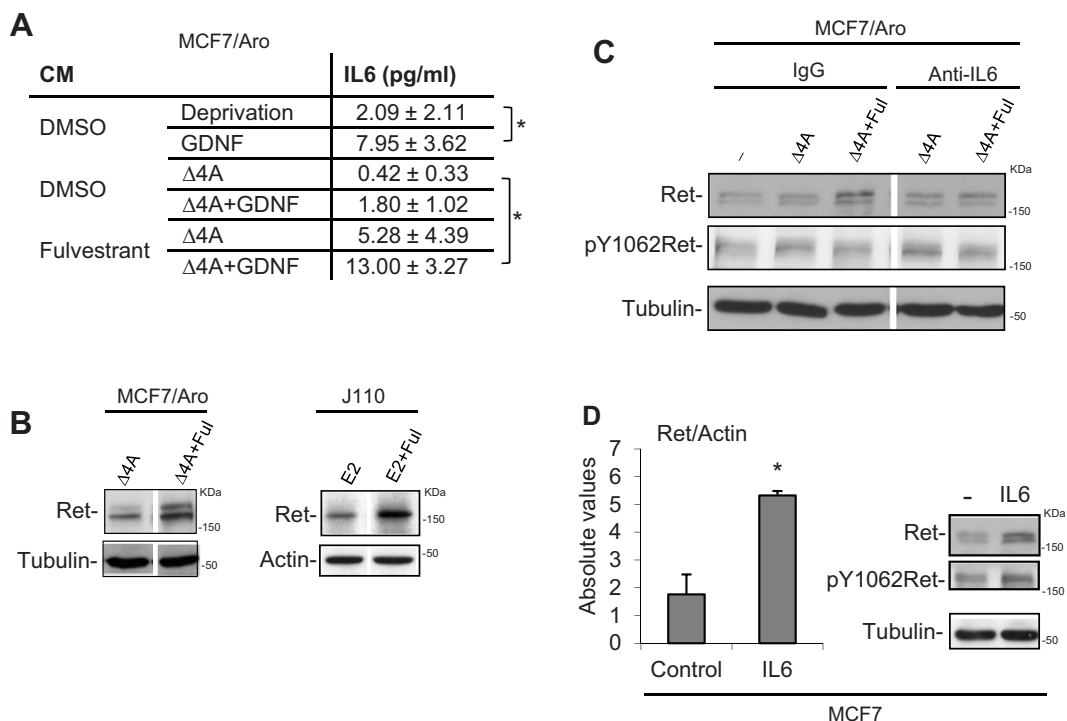 A
MCF7/Aro
CM IL6 (pg/ml)
DMSO
Deprivation 2.09 ± 2.11
GDNF 7.95 ± 3.62
*
DMSO
Δ4A 0.42 ± 0.33
Δ4A+GDNF 1.80 ± 1.02
Fulvestrant
Δ4A 5.28 ± 4.39
Δ4A+GDNF 13.00 ± 3.27
*
B
MCF7/Aro
Δ4A Δ4A+Ful
KDa
Ret- -150
Tubulin- -50
J110
E2 E2+Ful
KDa
Ret- -150
Actin- -50
C
MCF7/Aro
IgG Anti-IL6
- Δ4A Δ4A+Ful Δ4A Δ4A+Ful
KDa
Ret- -150
pY1062Ret- -150
Tubulin- -50
D
Ret/Actin
Absolute values
7
6
5
4
3
2
1
0
*
Control IL6
- IL6
KDa
Ret- -150
pY1062Ret- -150
Tubulin- -50
MCF7